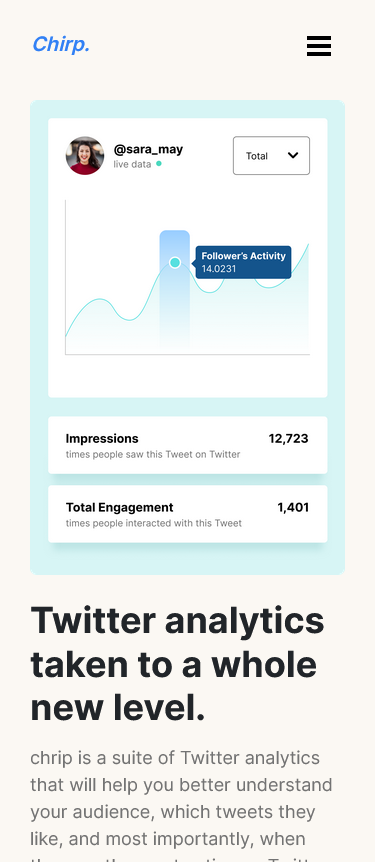 Chirp.
@sara_may
live data
Total
Follower's Activity
14.0231
Impressions
12,723
times people saw this Tweet on Twitter
Total Engagement
1,401
times people interacted with this Tweet
Twitter analytics
taken to a whole
new level.
chrip is a suite of Twitter analytics
that will help you better understand
your audience, which tweets they
like, and most importantly, when